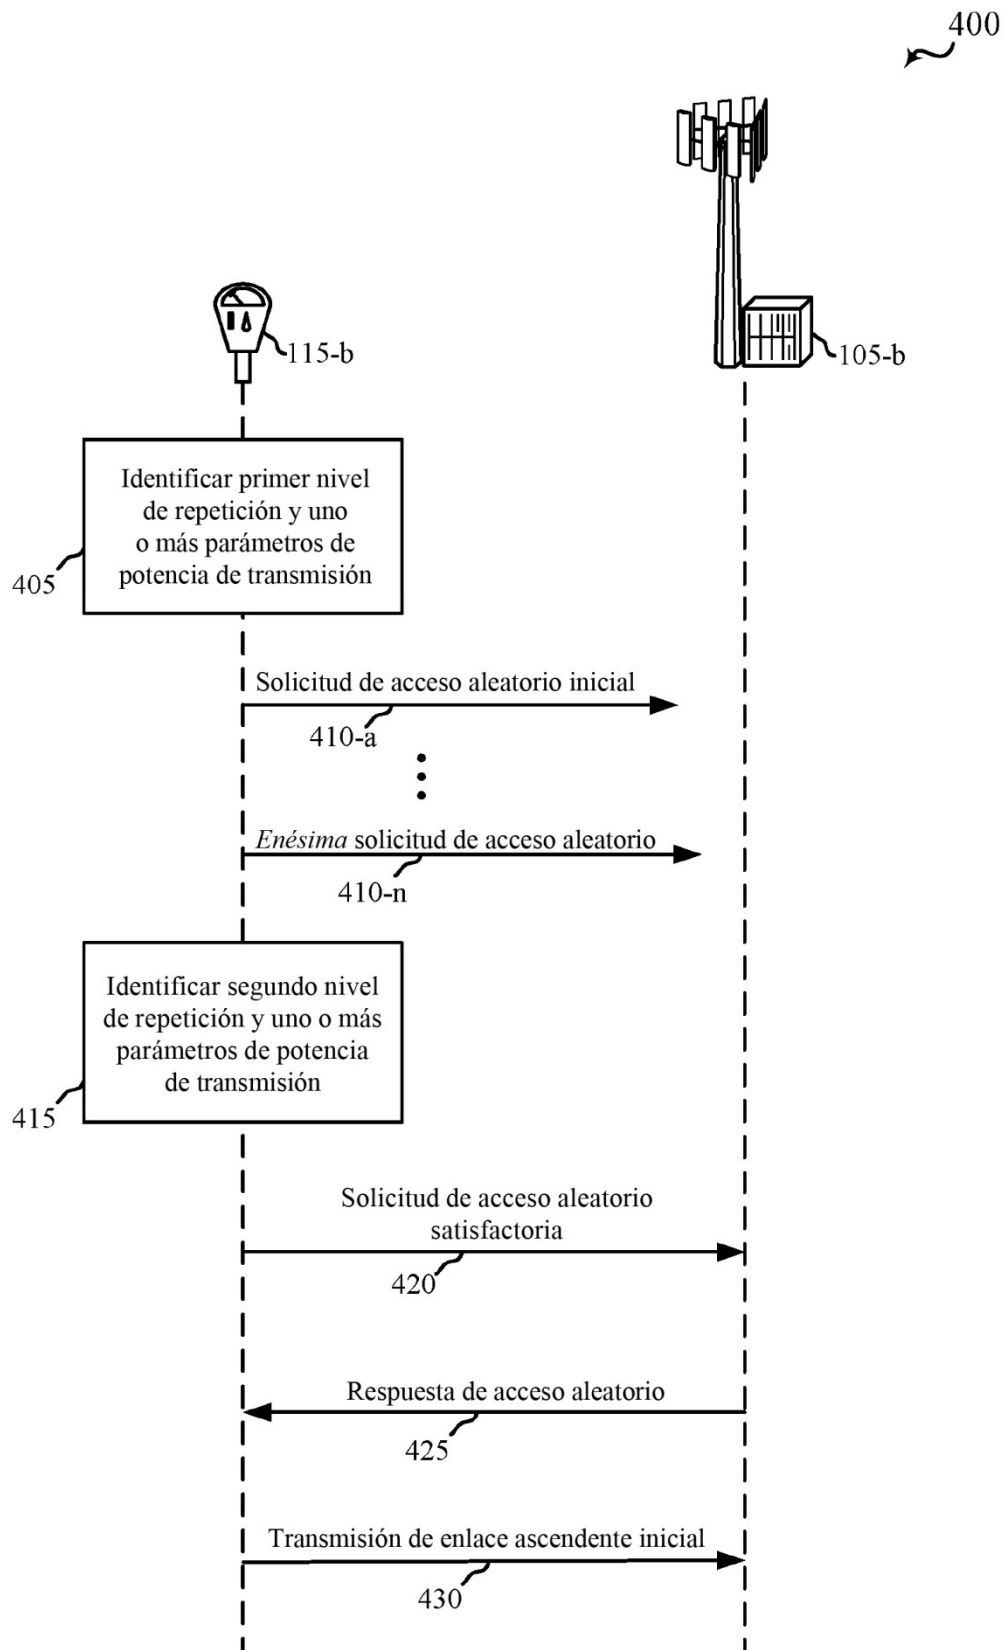 400
115-b
105-b
Identificar primer nivel
de repetición y uno
o más parámetros de
potencia de transmisión
405
Solicitud de acceso aleatorio inicial
410-a
Enésima solicitud de acceso aleatorio
410-n
Identificar segundo nivel
de repetición y uno o más
parámetros de potencia
de transmisión
415
Solicitud de acceso aleatorio
satisfactoria
420
Respuesta de acceso aleatorio
425
Transmisión de enlace ascendente inicial
430